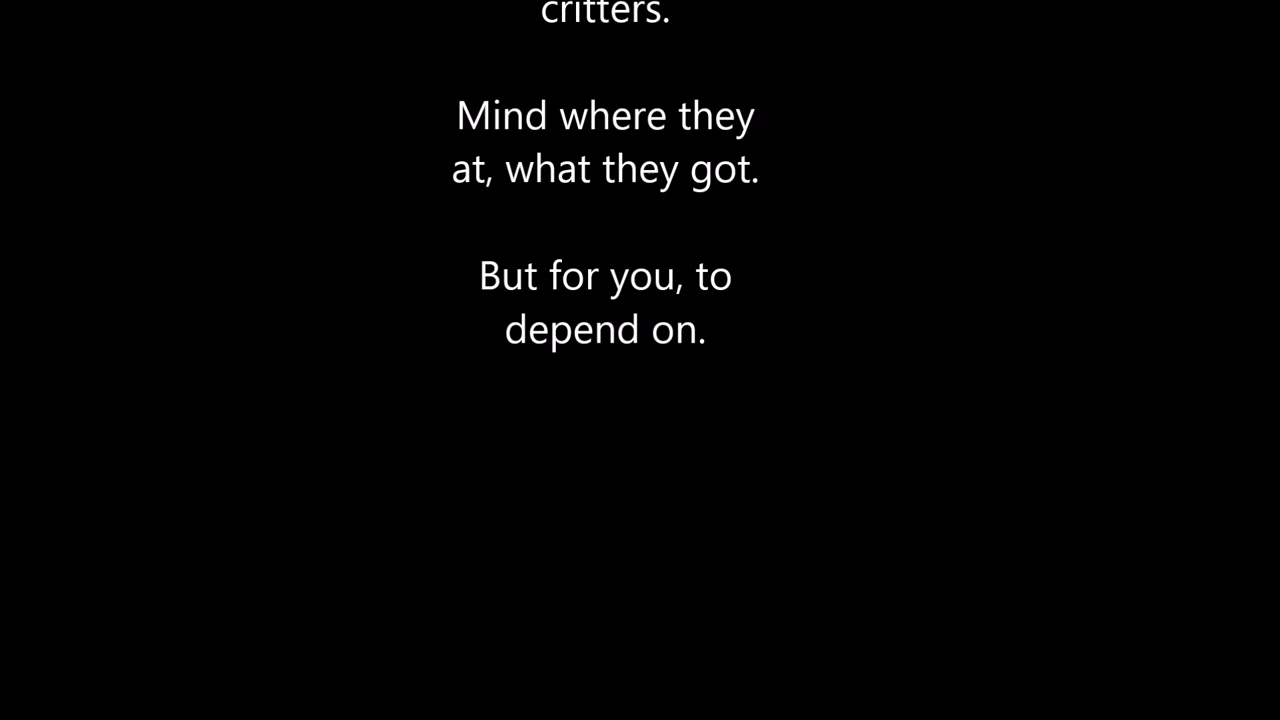 critters.
Mind where they
at, what they got.
But for you, to
depend on.